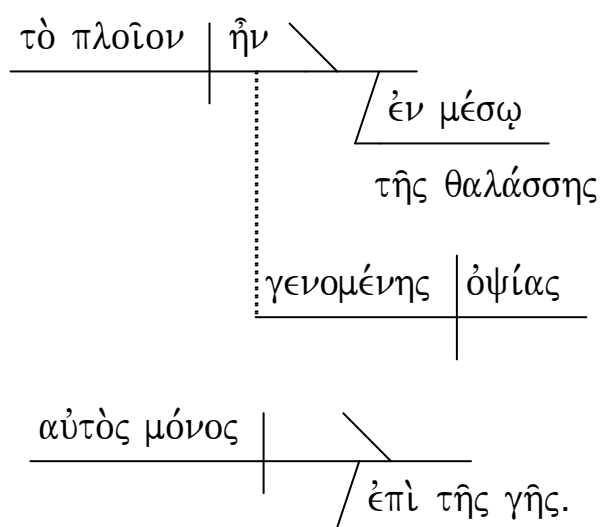 τὸ πλοῖον ἦν
ἐν μέσῳ
τῆς θαλάσσης
γενομένης ὀψίας
αὐτὸς μόνος
ἐπὶ τῆς γῆς.